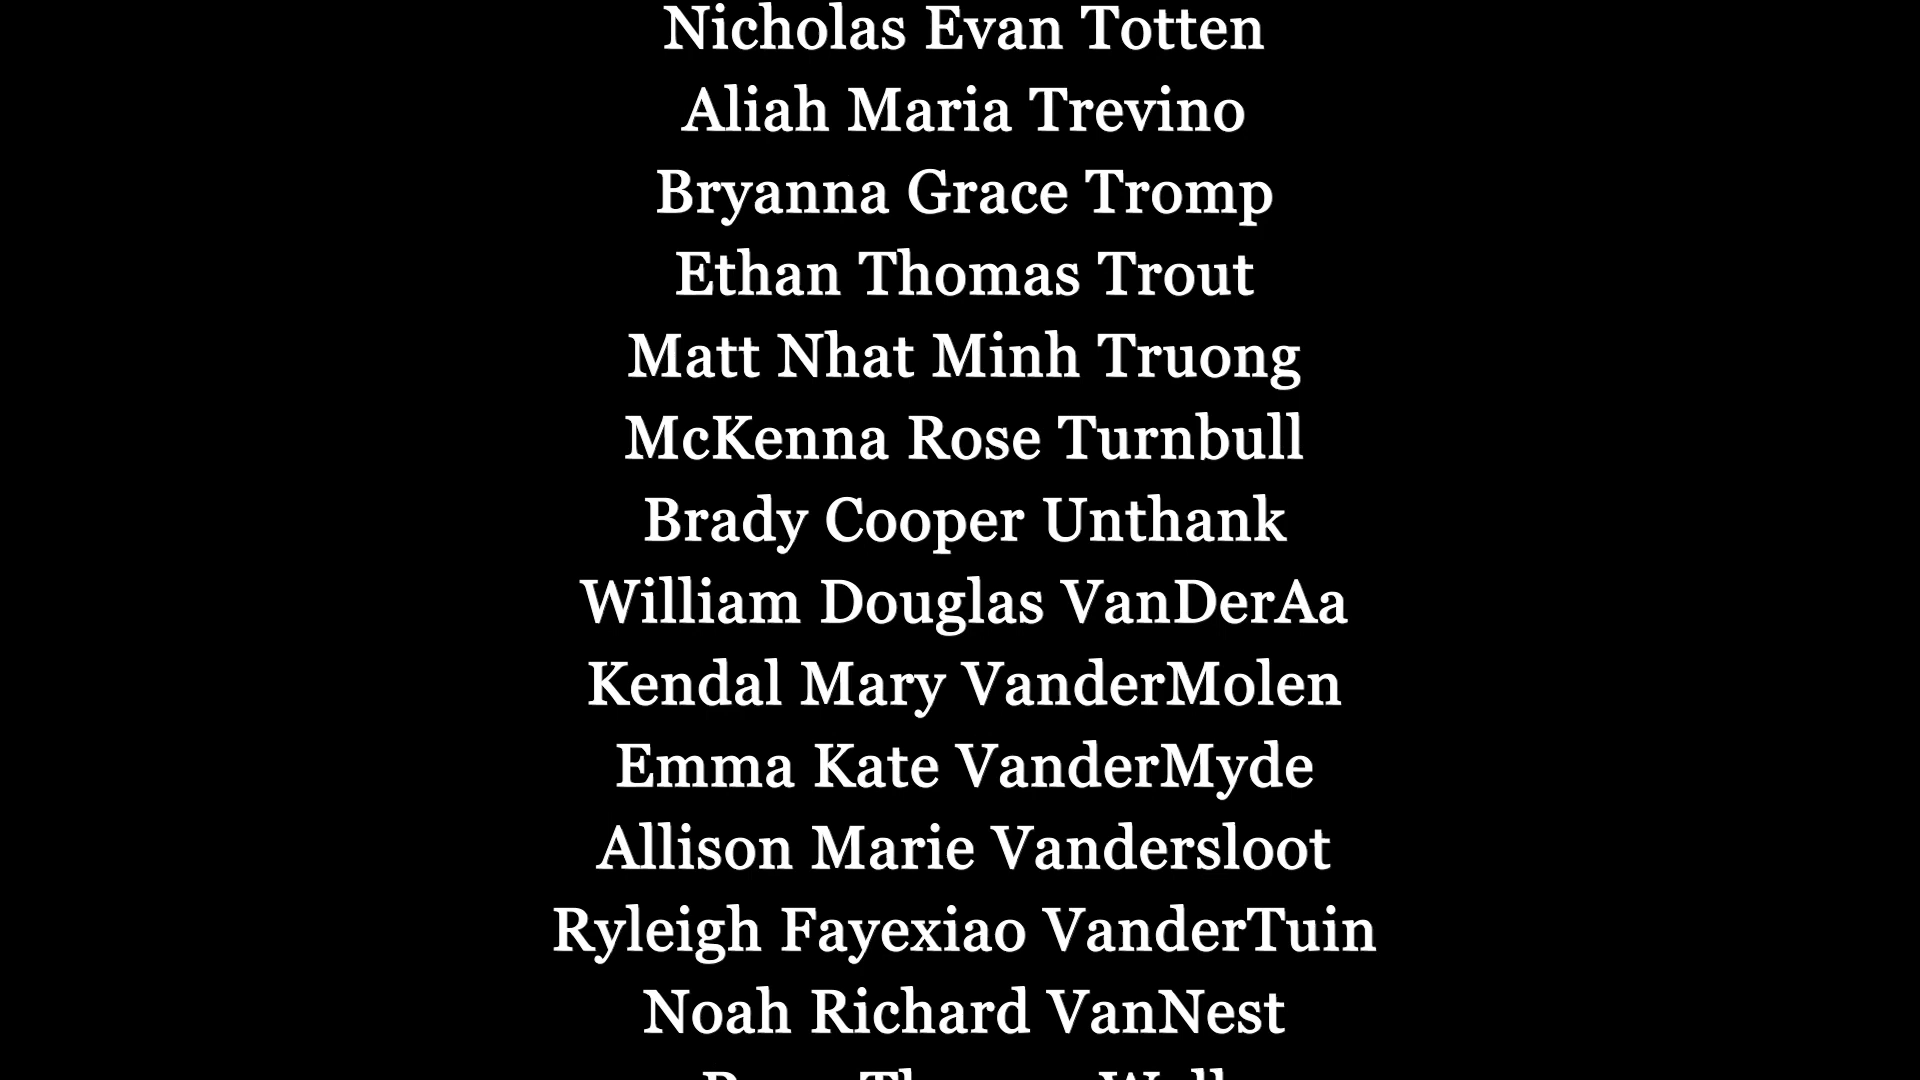 Nicholas Evan Totten
Aliah Maria Trevino
Bryanna Grace Tromp
Ethan Thomas Trout
Matt Nhat Minh Truong
McKenna Rose Turnbull
Brady Cooper Unthank
William Douglas VanDerAa
Kendal Mary VanderMolen
Emma Kate VanderMyde
Allison Marie Vandersloot
Ryleigh Fayexiao VanderTuin
Noah Richard VanNest